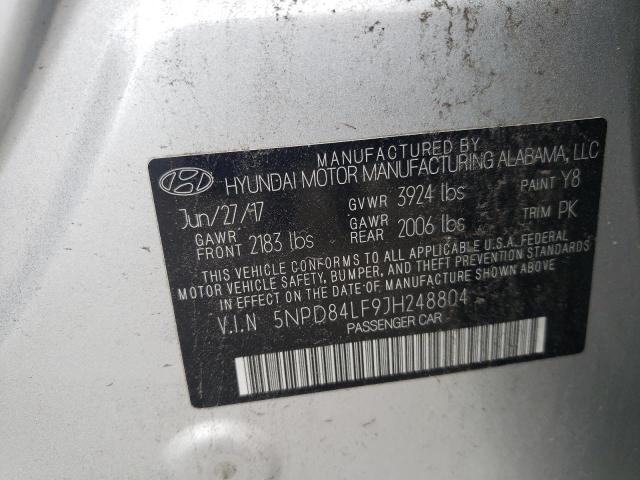 MANUFACTURED BY
HYUNDAI MOTOR MANUFACTURING ALABAMA, LLC
Jun/27/17 GVWR 3924 lbs PAINT Y8
GAWR FRONT 2183 lbs GAWR REAR 2006 lbs TRIM PK
THIS VEHICLE CONFORMS TO ALL APPLICABLE U.S.A. FEDERAL
MOTOR VEHICLE SAFETY, BUMPER, AND THEFT PREVENTION STANDARDS
IN EFFECT ON THE DATE OF MANUFACTURE SHOWN ABOVE.
V.I.N 5NPD84LF9JH248804
PASSENGER CAR